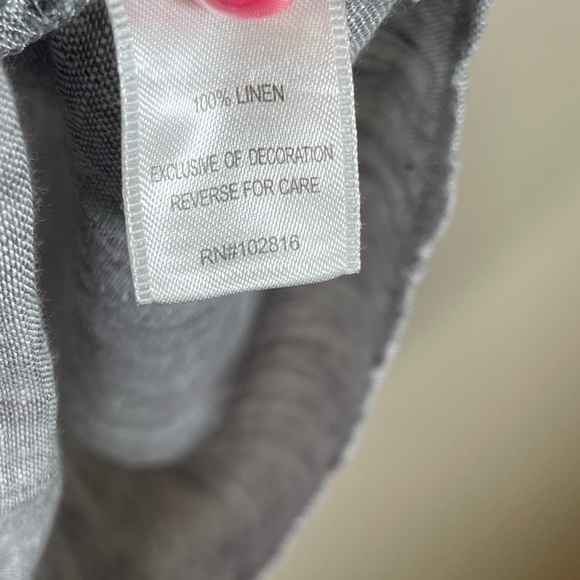 100% LINEN
EXCLUSIVE OF DECORATION
REVERSE FOR CARE
RN#102816